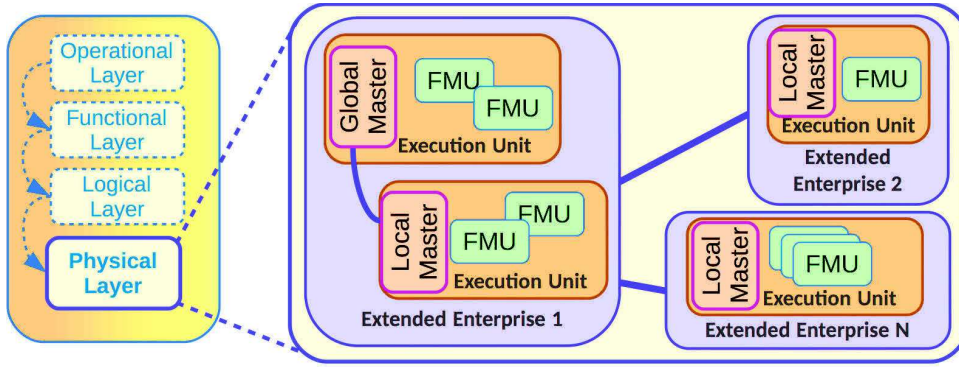 Operational
Layer
Functional
Layer
Logical
Layer
Physical
Layer
Global
Master
FMU
FMU
Execution Unit
Local
Master
FMU
FMU
Execution Unit
Extended Enterprise 1
Local
Master
FMU
Execution Unit
Extended
Enterprise 2
Local
Master
FMU
Execution Unit
Extended Enterprise N